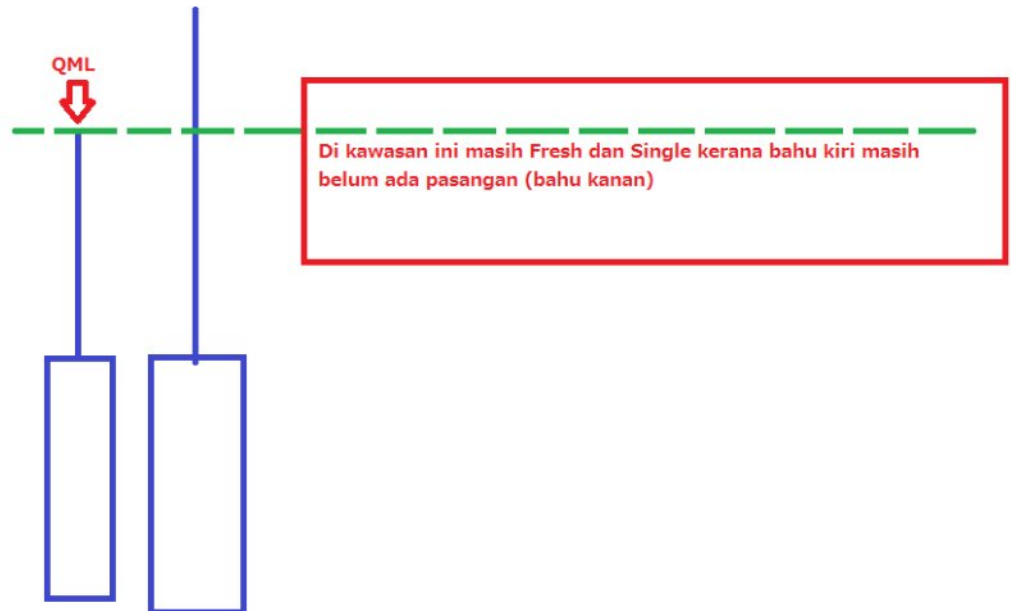 QML
Di kawasan ini masih Fresh dan Single kerana bahu kiri masih
belum ada pasangan (bahu kanan)